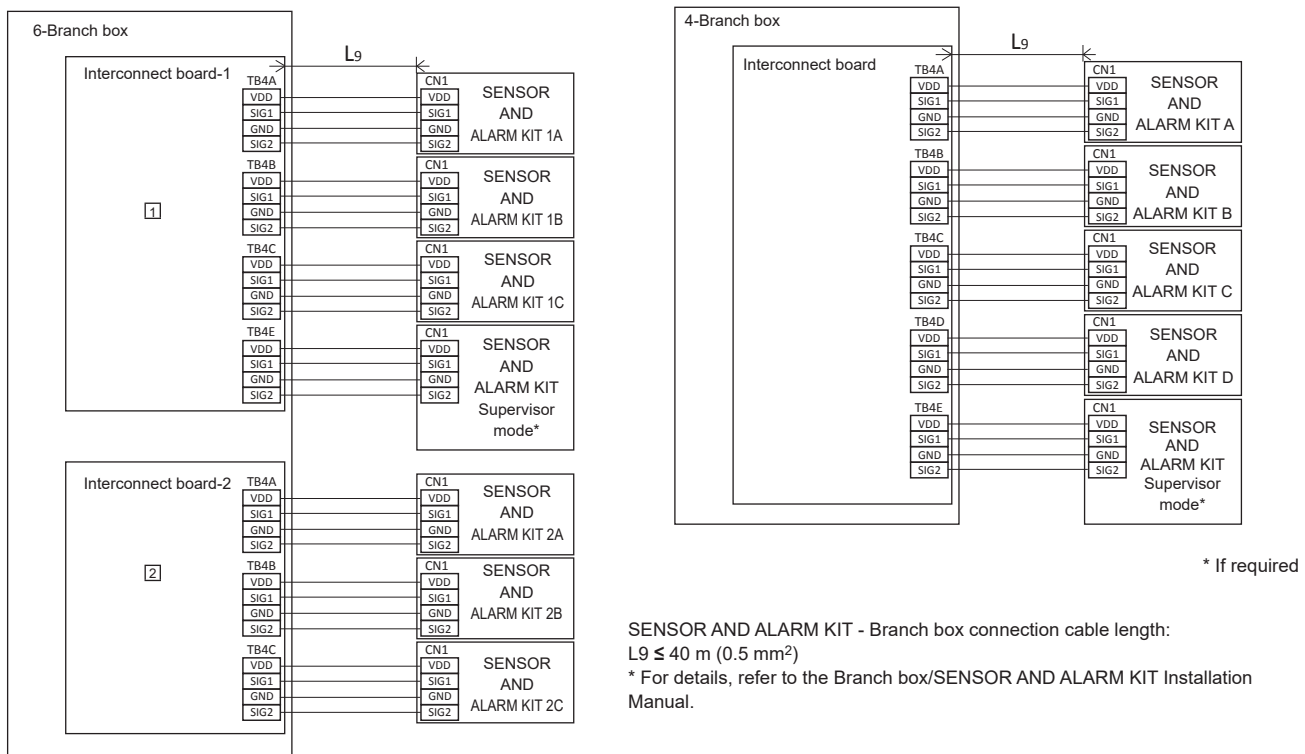 6-Branch box
Interconnect board-1
L9
TB4A
VDD
SIG1
GND
SIG2
CN1
VDD
SIG1
GND
SIG2
SENSOR
AND
ALARM KIT 1A
1
TB4B
VDD
SIG1
GND
SIG2
CN1
VDD
SIG1
GND
SIG2
SENSOR
AND
ALARM KIT 1B
TB4C
VDD
SIG1
GND
SIG2
CN1
VDD
SIG1
GND
SIG2
SENSOR
AND
ALARM KIT 1C
TB4E
VDD
SIG1
GND
SIG2
CN1
VDD
SIG1
GND
SIG2
SENSOR
AND
ALARM KIT
Supervisor
mode*
Interconnect board-2
TB4A
VDD
SIG1
GND
SIG2
CN1
VDD
SIG1
GND
SIG2
SENSOR
AND
ALARM KIT 2A
2
TB4B
VDD
SIG1
GND
SIG2
CN1
VDD
SIG1
GND
SIG2
SENSOR
AND
ALARM KIT 2B
TB4C
VDD
SIG1
GND
SIG2
CN1
VDD
SIG1
GND
SIG2
SENSOR
AND
ALARM KIT 2C
4-Branch box
Interconnect board
L9
TB4A
VDD
SIG1
GND
SIG2
CN1
VDD
SIG1
GND
SIG2
SENSOR
AND
ALARM KIT A
TB4B
VDD
SIG1
GND
SIG2
CN1
VDD
SIG1
GND
SIG2
SENSOR
AND
ALARM KIT B
TB4C
VDD
SIG1
GND
SIG2
CN1
VDD
SIG1
GND
SIG2
SENSOR
AND
ALARM KIT C
TB4D
VDD
SIG1
GND
SIG2
CN1
VDD
SIG1
GND
SIG2
SENSOR
AND
ALARM KIT D
TB4E
VDD
SIG1
GND
SIG2
CN1
VDD
SIG1
GND
SIG2
SENSOR
AND
ALARM KIT
Supervisor
mode*
* If required
SENSOR AND ALARM KIT - Branch box connection cable length:
L9 ≤ 40 m (0.5 mm²)
* For details, refer to the Branch box/SENSOR AND ALARM KIT Installation
Manual.